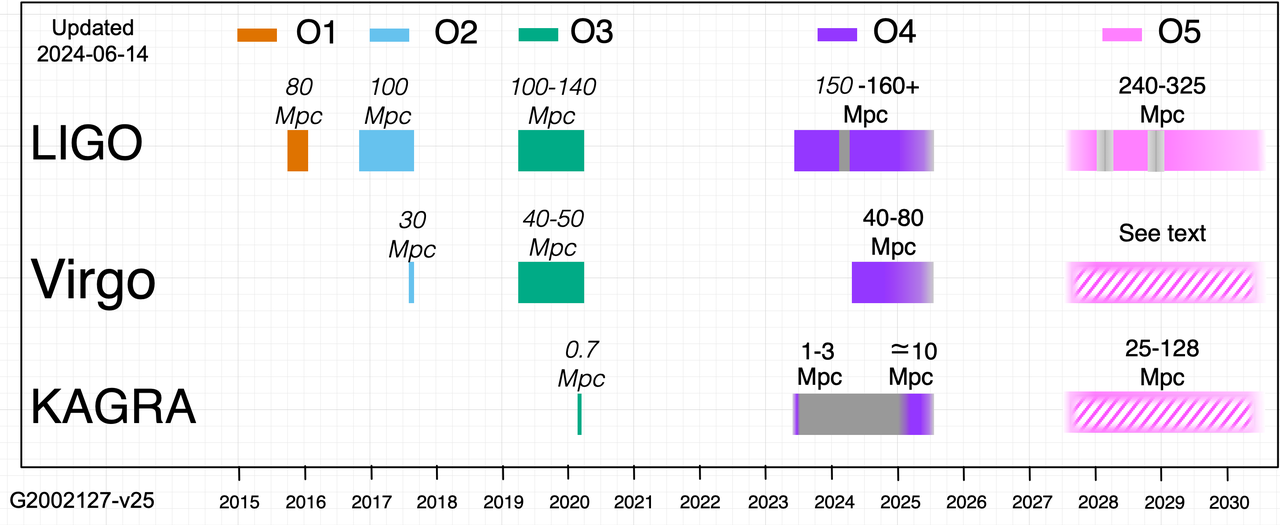 Updated
2024-06-14
O1
O2
O3
O4
O5
80
Mpc
100
Mpc
100-140
Mpc
150 -160+
Mpc
240-325
Mpc
LIGO
30
Mpc
40-50
Mpc
40-80
Mpc
See text
Virgo
0.7
Mpc
1-3
Mpc
≃10
Mpc
25-128
Mpc
KAGRA
G2002127-v25
2015 2016 2017 2018 2019 2020 2021 2022 2023 2024 2025 2026 2027 2028 2029 2030